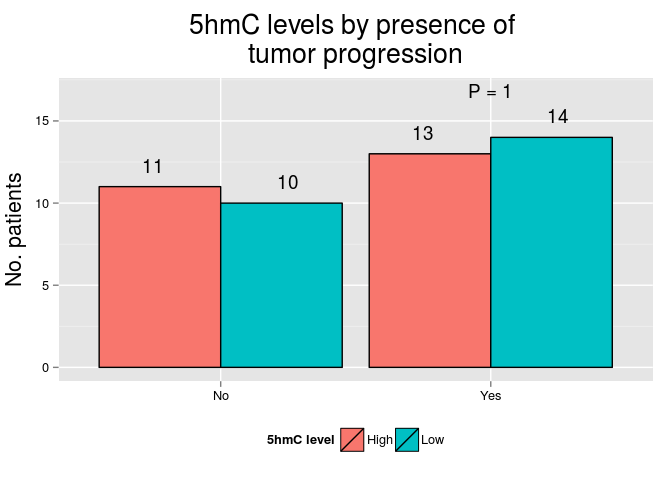 5hmC levels by presence of
tumor progression
No. patients
15
10
5
0
P = 1
11
10
13
14
No
Yes
5hmC level High Low